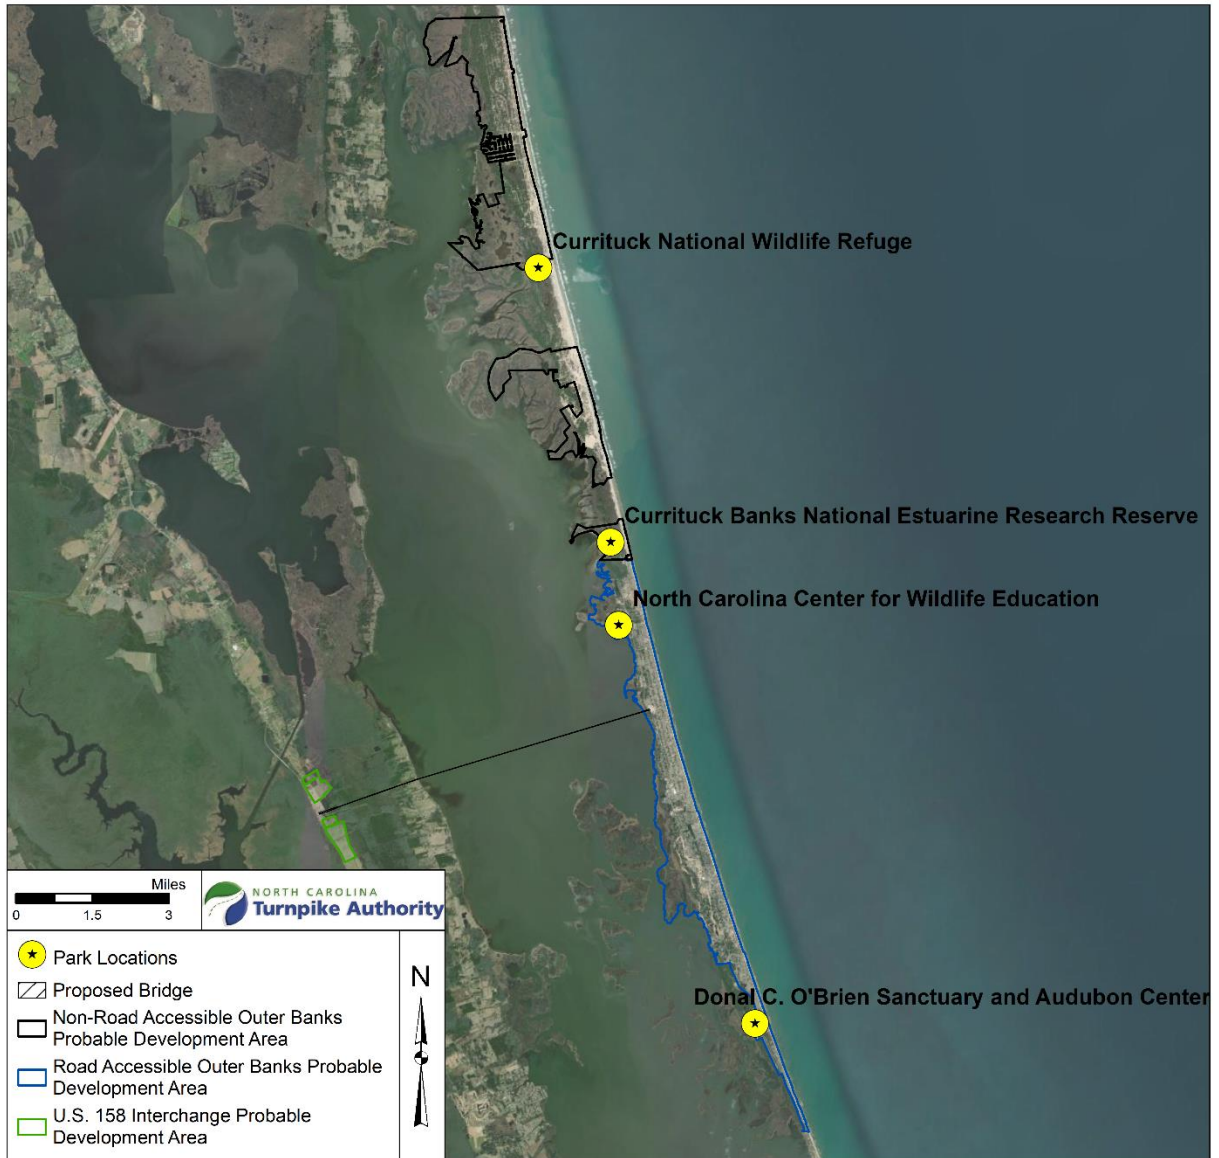 Currituck National Wildlife Refuge
Currituck Banks National Estuarine Research Reserve
North Carolina Center for Wildlife Education
Donal C. O'Brien Sanctuary and Audubon Center
Miles
0 1.5 3
NORTH CAROLINA
Turnpike Authority
Park Locations
Proposed Bridge
Non-Road Accessible Outer Banks
Probable Development Area
Road Accessible Outer Banks Probable
Development Area
U.S. 158 Interchange Probable
Development Area
N